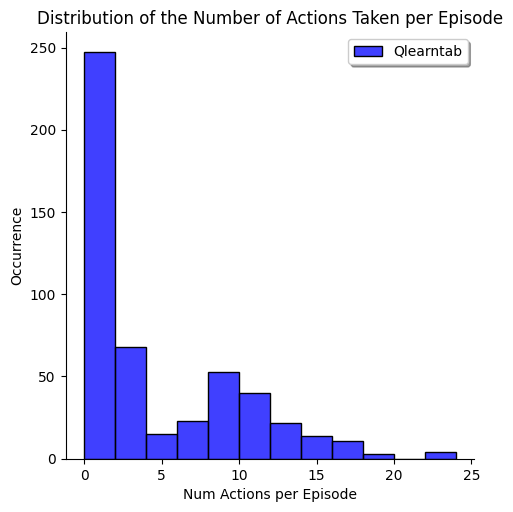 Distribution of the Number of Actions Taken per Episode
Qlearntab
250
200
150
100
50
0
Occurrence
0 5 10 15 20 25
Num Actions per Episode